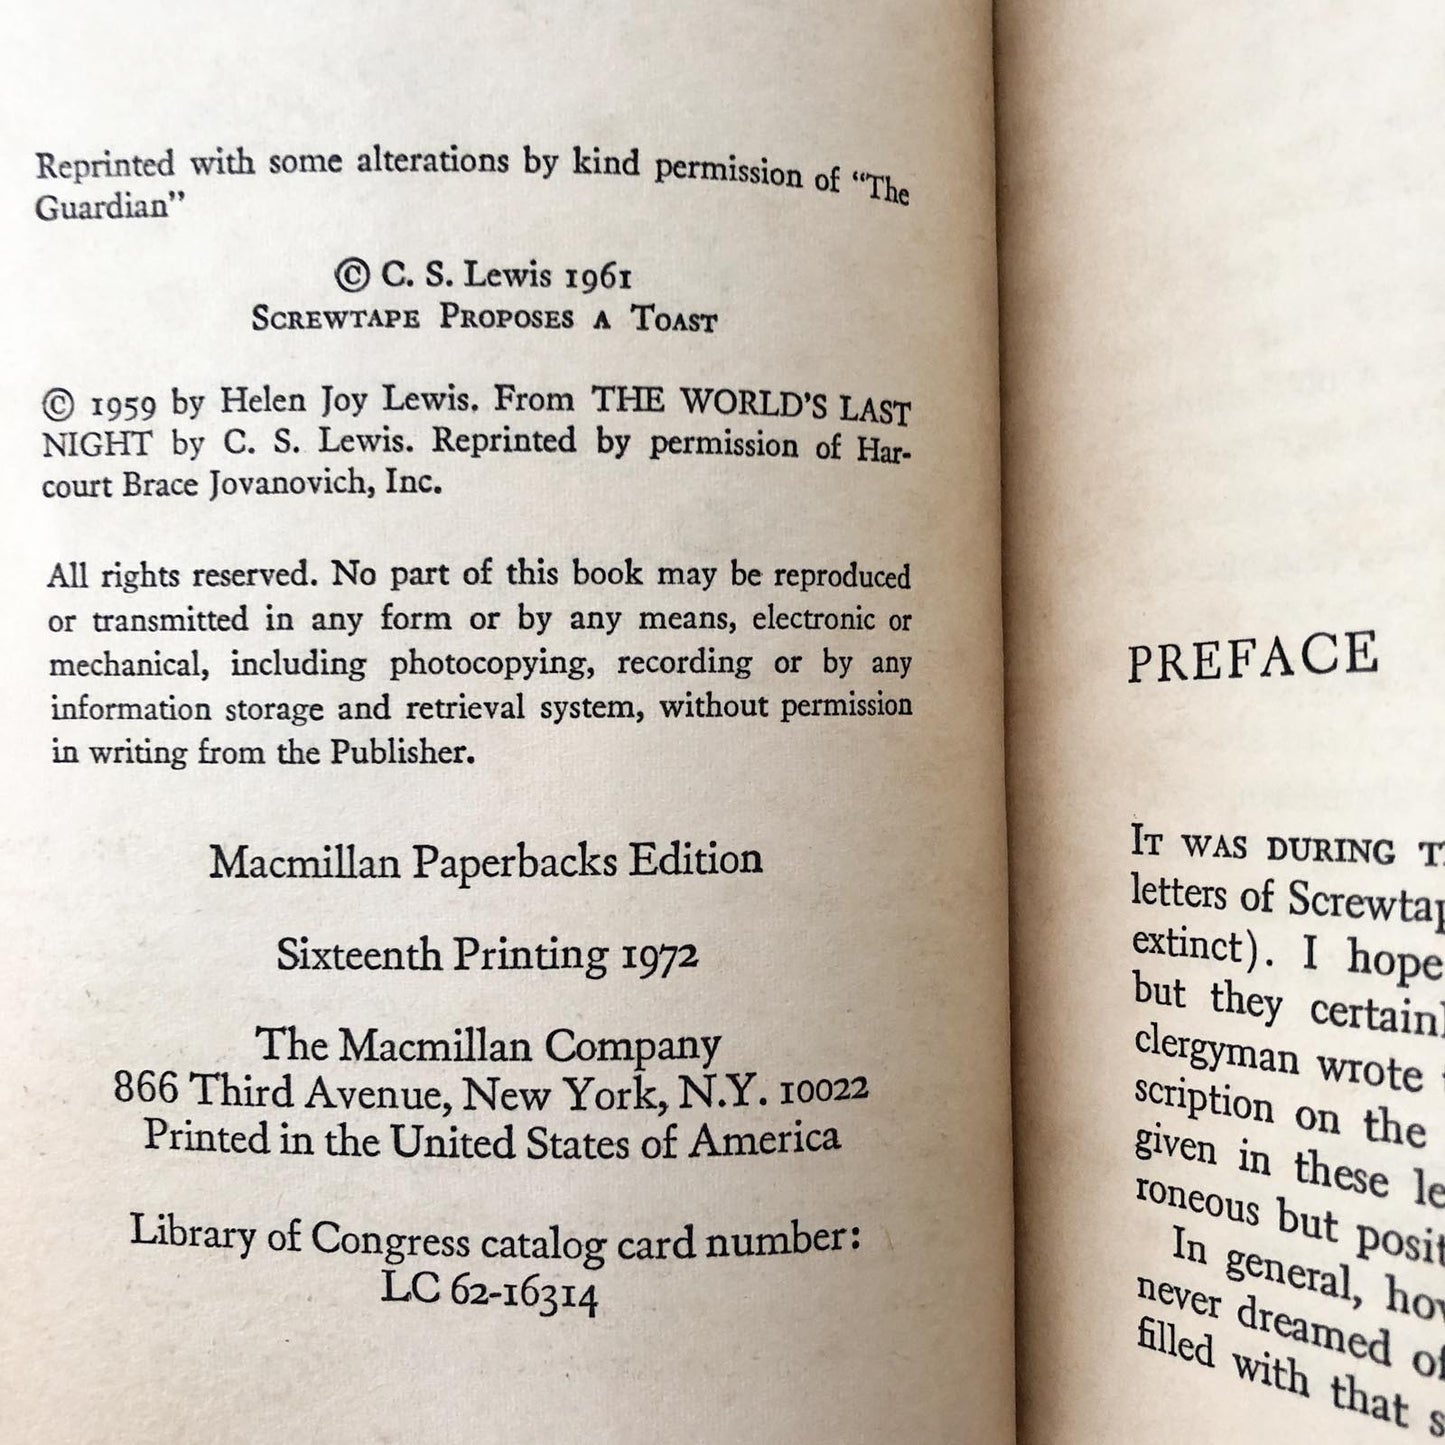 Reprinted with some alterations by kind permission of “The
Guardian”
© C. S. Lewis 1961
SCREWTAPE PROPOSES A TOAST
© 1959 by Helen Joy Lewis. From THE WORLD'S LAST
NIGHT by C. S. Lewis. Reprinted by permission of Har-
court Brace Jovanovich, Inc.
All rights reserved. No part of this book may be reproduced
or transmitted in any form or by any means, electronic or
mechanical, including photocopying, recording or by any
information storage and retrieval system, without permission
in writing from the Publisher.
Macmillan Paperbacks Edition
Sixteenth Printing 1972
The Macmillan Company
866 Third Avenue, New York, N.Y. 10022
Printed in the United States of America
Library of Congress catalog card number:
LC 62-16314
PREFACE
IT WAS DURING
letters of
extinct). I hope
but they
clergyman wrote
scription on the
given in these
roneous but
In general,
never dreamed
filled with that